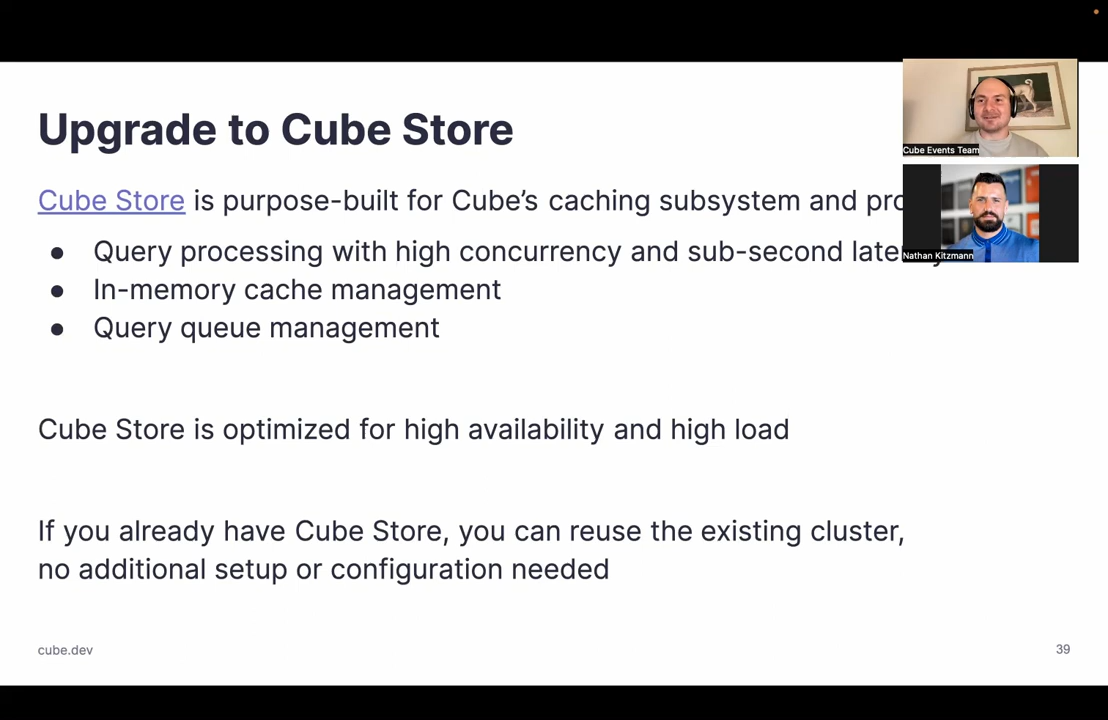 Upgrade to Cube Store
Cube Store is purpose-built for Cube’s caching subsystem and
Query processing with high concurrency and sub-second
In-memory cache management
Query queue management
Cube Store is optimized for high availability and high load
If you already have Cube Store, you can reuse the existing cluster,
no additional setup or configuration needed
cube.dev
39
Cube Events Team
Nathan Kitzmann